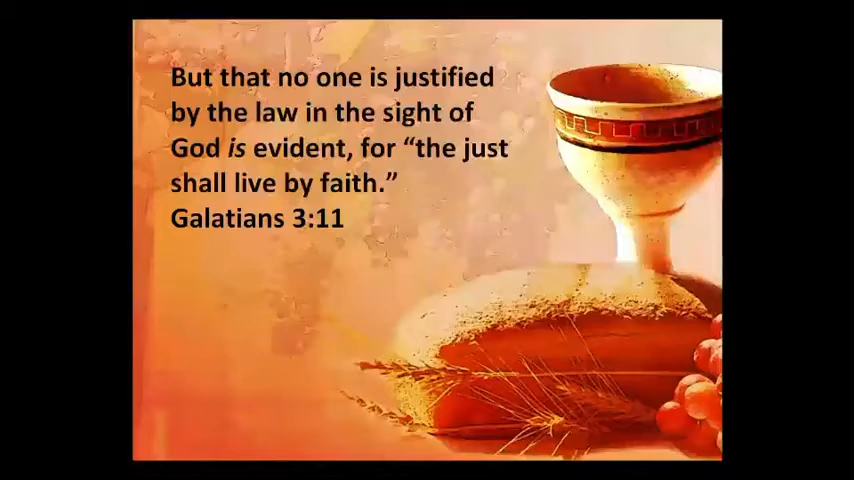 But that no one is justified
by the law in the sight of
God is evident, for “the just
shall live by faith.”
Galatians 3:11